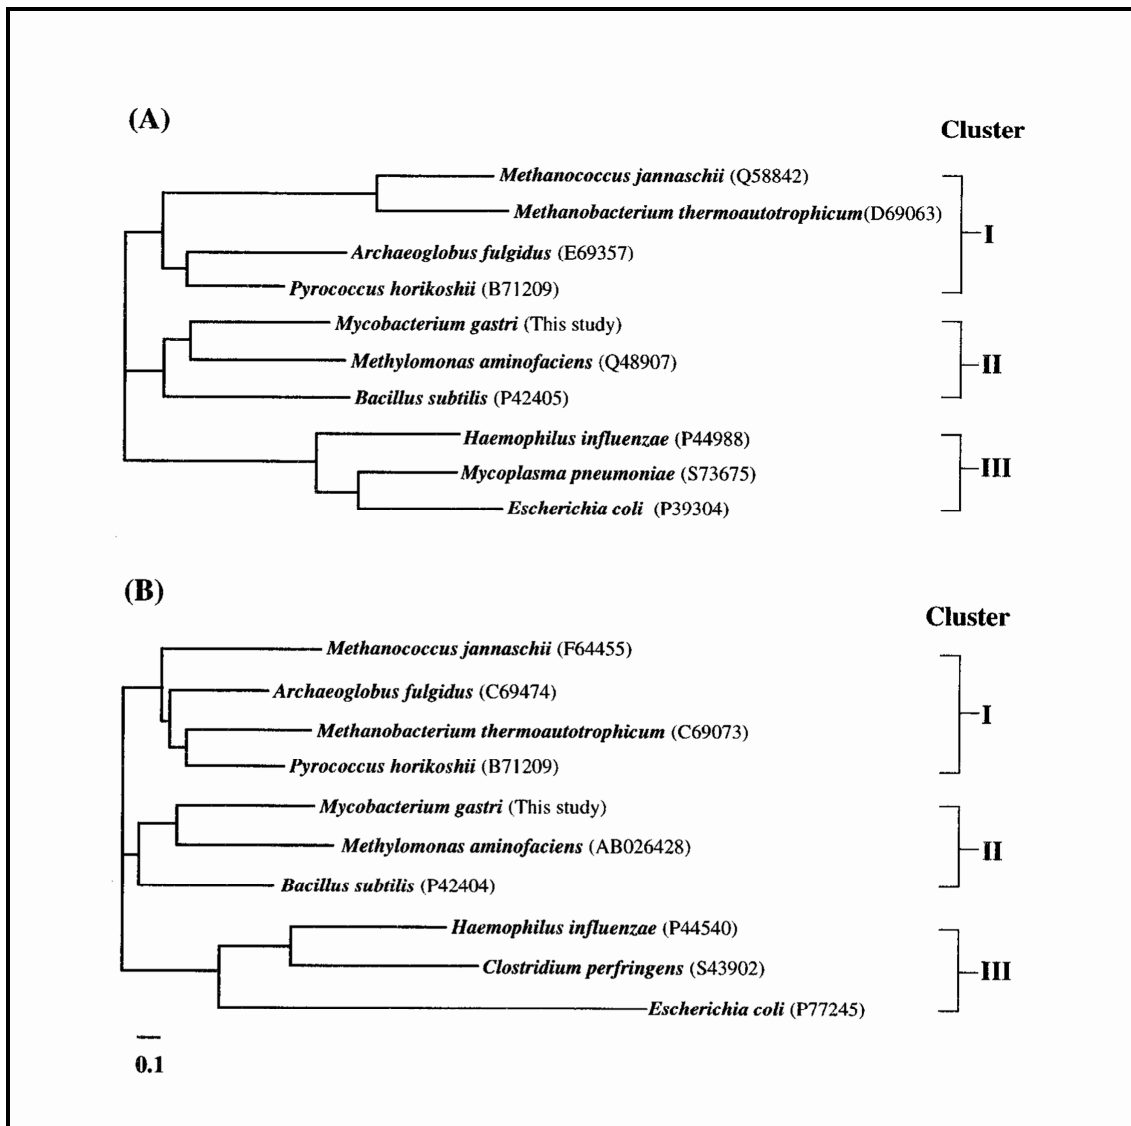 (A)
Cluster
Methanococcus jannaschii (Q58842)
Methanobacterium thermoautotrophicum(D69063)
I
Archaeoglobus fulgidus (E69357)
Pyrococcus horikoshii (B71209)
Mycobacterium gastri (This study)
Methylomonas aminofaciens (Q48907)
II
Bacillus subtilis (P42405)
Haemophilus influenzae (P44988)
Mycoplasma pneumoniae (S73675)
III
Escherichia coli (P39304)
(B)
Cluster
Methanococcus jannaschii (F64455)
Archaeoglobus fulgidus (C69474)
I
Methanobacterium thermoautotrophicum (C69073)
Pyrococcus horikoshii (B71209)
Mycobacterium gastri (This study)
Methylomonas aminofaciens (AB026428)
II
Bacillus subtilis (P42404)
Haemophilus influenzae (P44540)
Clostridium perfringens (S43902)
III
Escherichia coli (P77245)
0.1